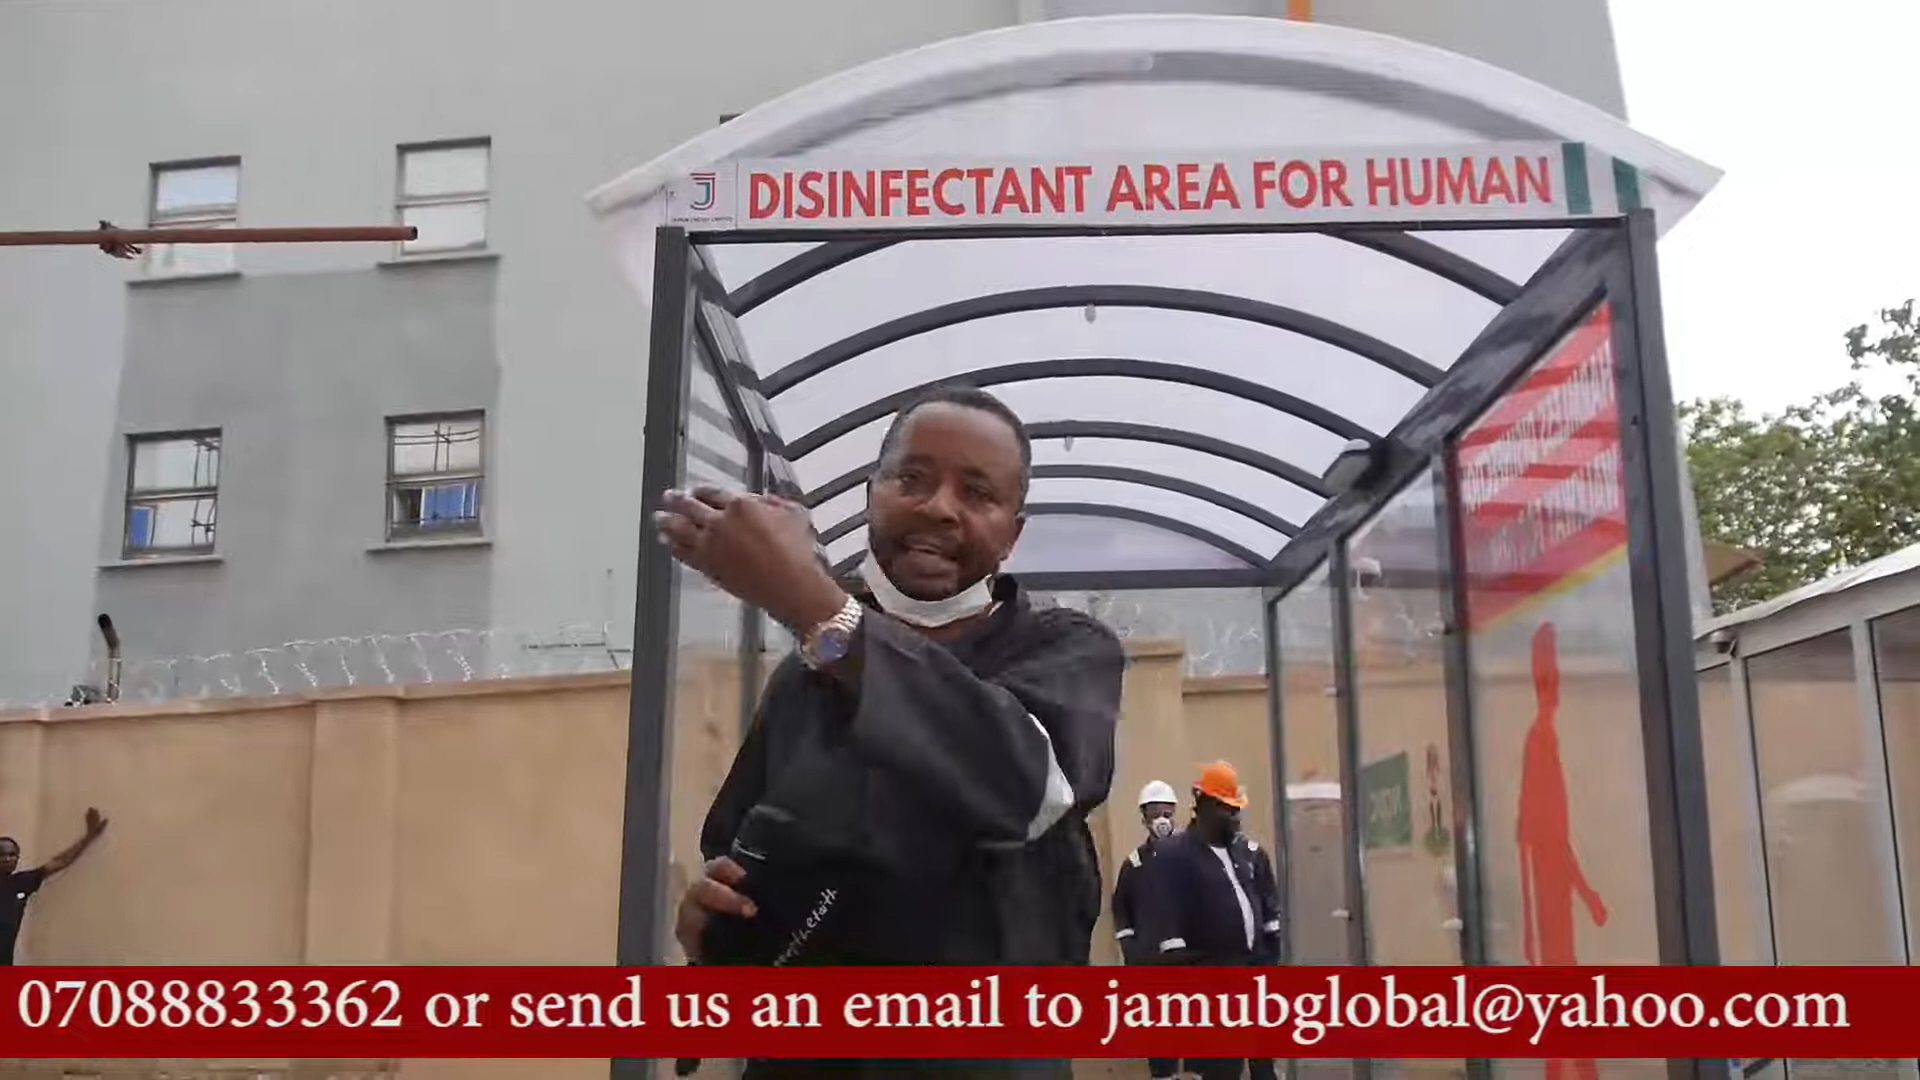 J DISINFECTANT AREA FOR HUMAN
07088833362 or send us an email to jamubglobal@yahoo.com